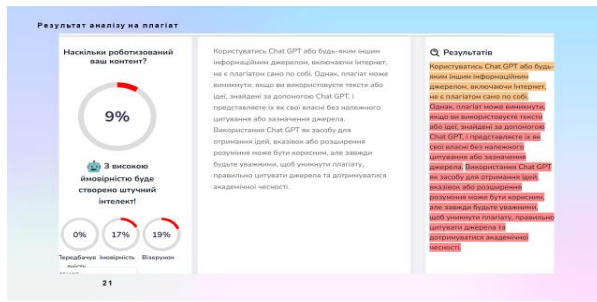 Результат аналізу на плагіат
Наскільки роботизований
ваш контент?
9%
З високою
ймовірністю буде
створено штучний
інтелект!
0%
17%
19%
Передбачув
ймовірність
Візерунок
Користуватись Chat GPT або будь-яким іншим
інформаційним джерелом, включаючи Інтернет,
не є плагіатом само по собі. Однак, плагіат може
виникнути, якщо ви використовуєте тексти або
ідеї, знайдені за допомогою Chat GPT, і
представляєте їх як свої власні без належного
цитування або зазначення джерела.
Використання Chat GPT як засобу для
отримання ідей, вказівок або розширення
розуміння може бути корисним, але завжди
будьте уважними, щоб уникнути плагіату,
правильно цитувати джерела та дотримуватися
академічної чесності.
Результатів
Користуватись Chat GPT або будь-
яким іншим інформаційним
джерелом, включаючи Інтернет,
не є плагіатом само по собі.
Однак, плагіат може виникнути,
якщо ви використовуєте тексти
або ідеї, знайдені за допомогою
Chat GPT, і представляєте їх як
свої власні без належного
цитування або зазначення
джерела. Використання Chat GPT
як засобу для отримання ідей,
вказівок або розширення
розуміння може бути корисним,
але завжди будьте уважними,
щоб уникнути плагіату, правильно
цитувати джерела та
дотримуватися академічної
чесності.
21